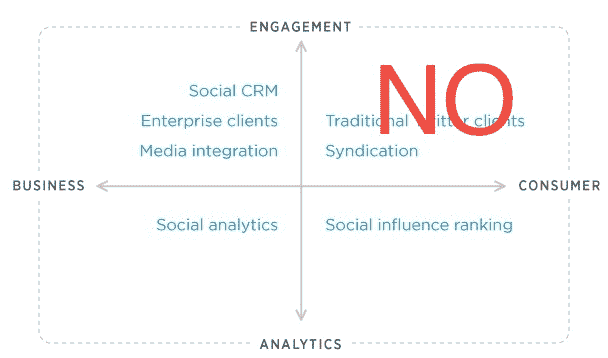 ENGAGEMENT
NO
Social CRM
Enterprise clients
Traditional Twitter clients
Media integration
Syndication
BUSINESS
CONSUMER
Social analytics
Social influence ranking
ANALYTICS